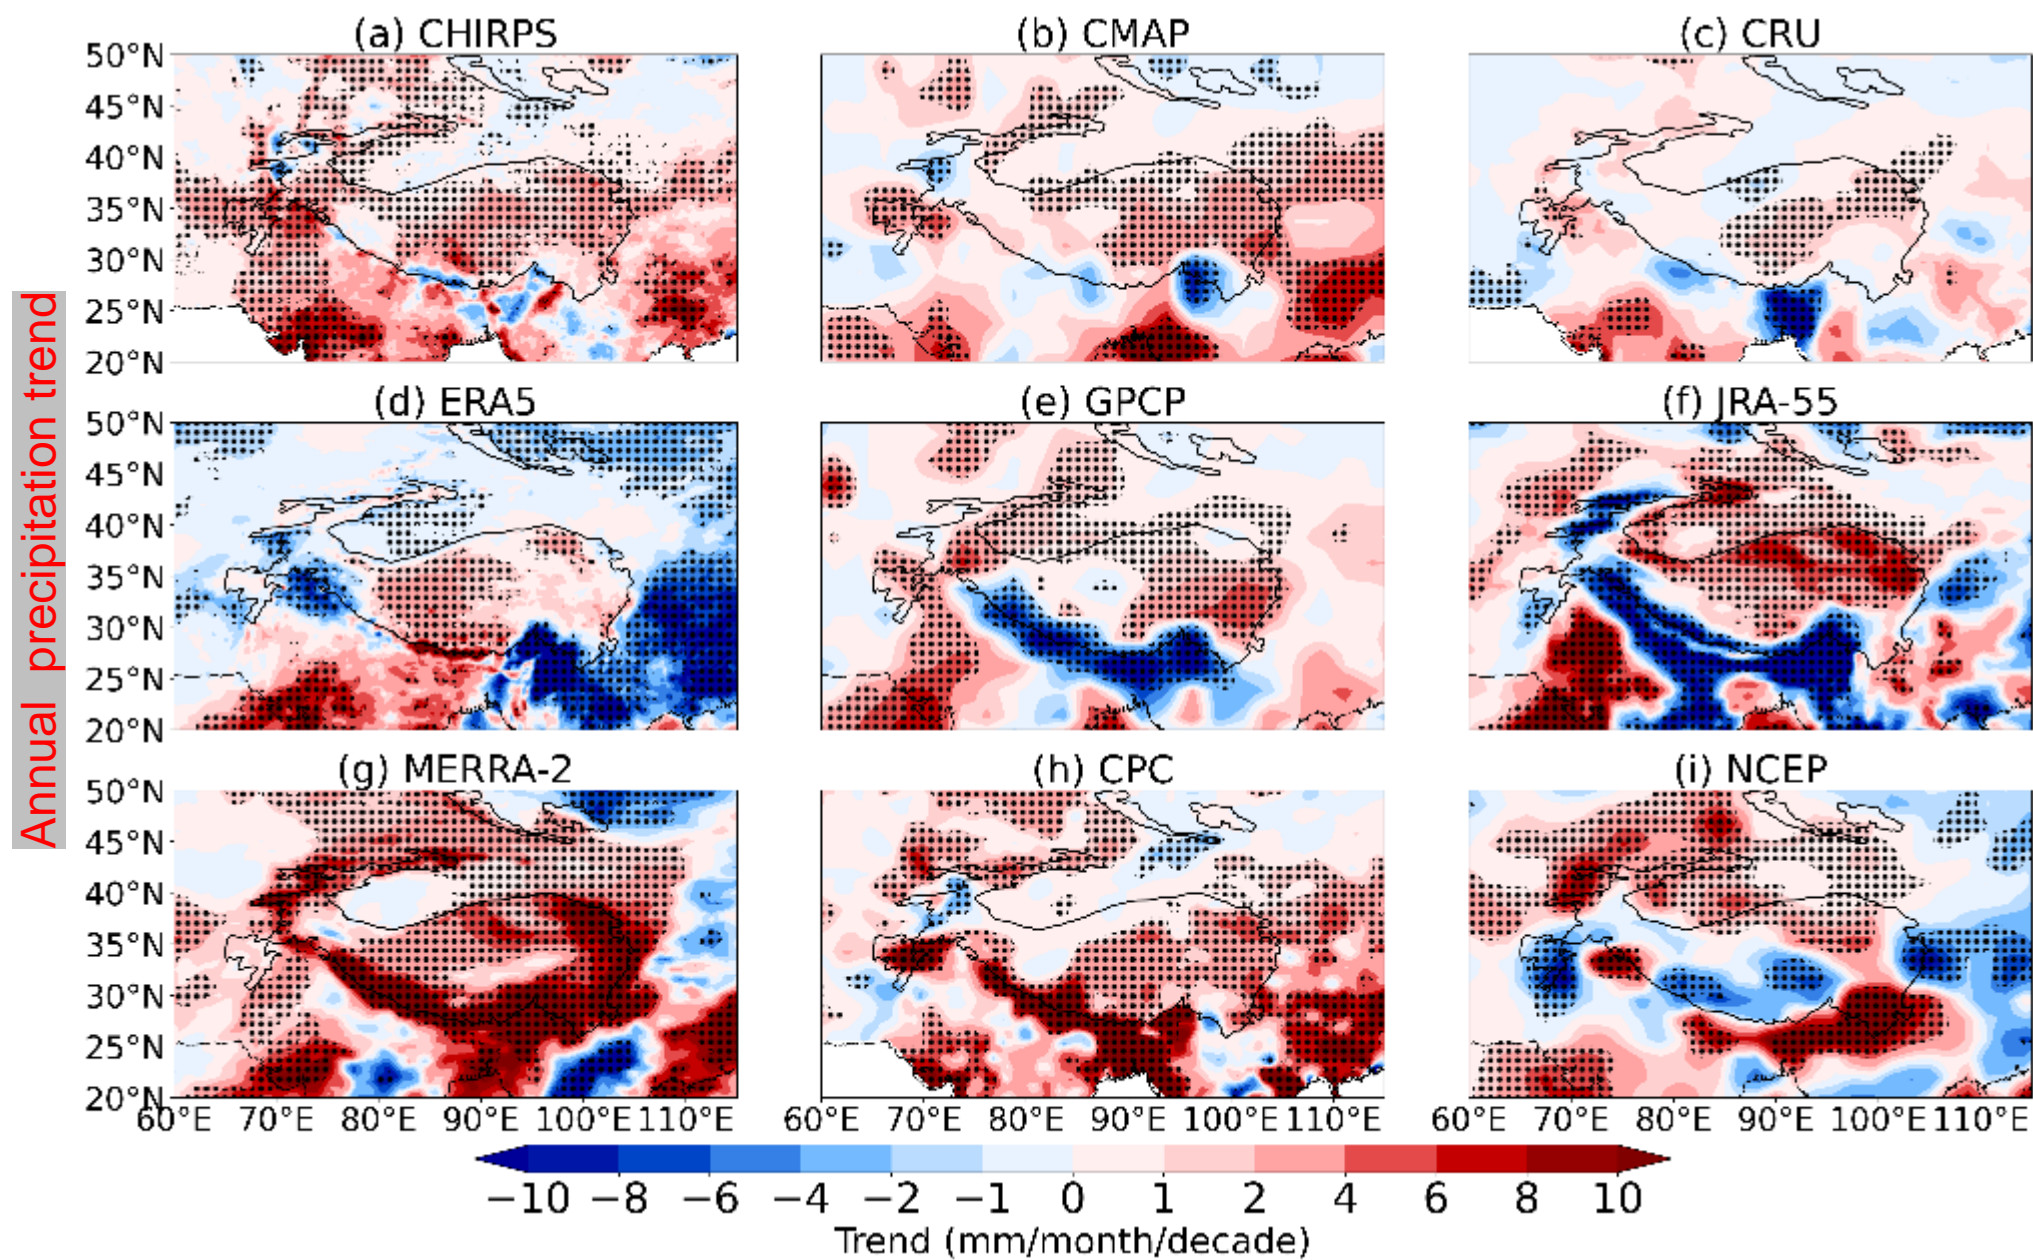 Annual precipitation trend
(a) CHIRPS
(b) CMAP
(c) CRU
50°N
45°N
40°N
35°N
30°N
25°N
20°N
(d) ERA5
(e) GPCP
(f) JRA-55
50°N
45°N
40°N
35°N
30°N
25°N
20°N
(g) MERRA-2
(h) CPC
(i) NCEP
50°N
45°N
40°N
35°N
30°N
25°N
20°N
60°E 70°E 80°E 90°E 100°E 110°E
60°E 70°E 80°E 90°E 100°E 110°E
60°E 70°E 80°E 90°E 100°E 110°E
−10 −8 −6 −4 −2 −1 0 1 2 4 6 8 10
Trend (mm/month/decade)